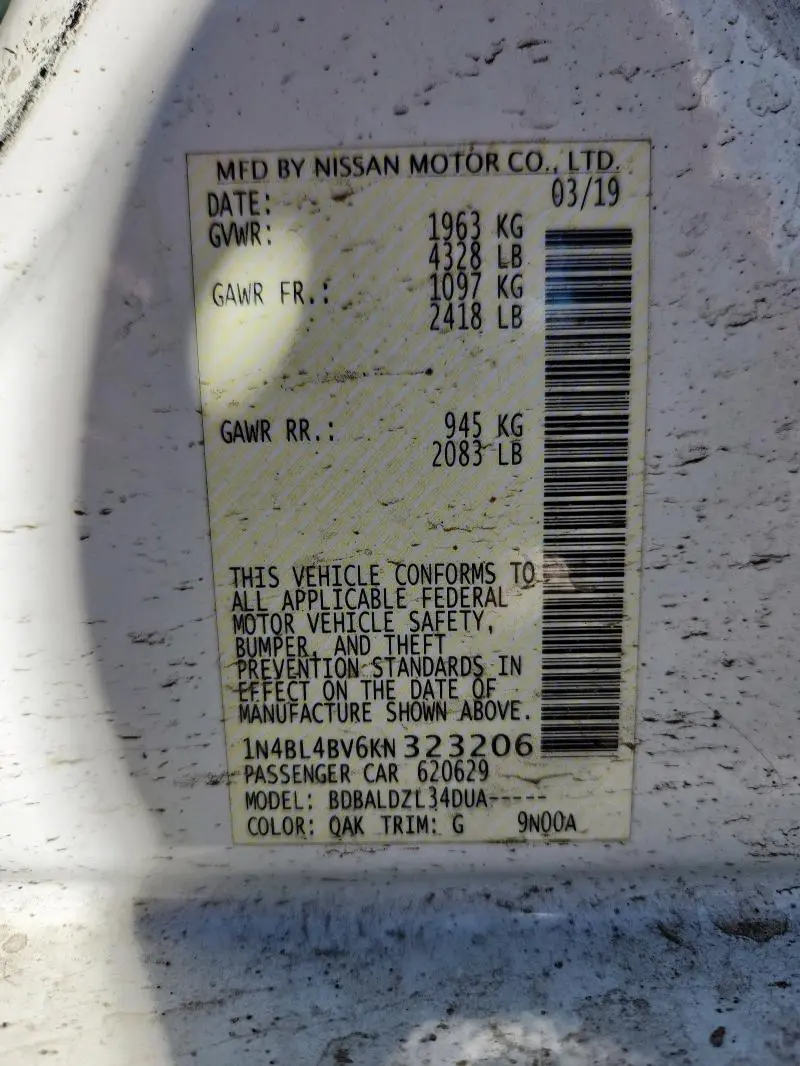 MFD BY NISSAN MOTOR CO., LTD.
DATE: 03/19
GVWR: 1963 KG
4328 LB
GAWR FR.: 1097 KG
2418 LB
GAWR RR.: 945 KG
2083 LB
THIS VEHICLE CONFORMS TO
ALL APPLICABLE FEDERAL
MOTOR VEHICLE SAFETY,
BUMPER, AND THEFT
PREVENTION STANDARDS IN
EFFECT ON THE DATE OF
MANUFACTURE SHOWN ABOVE.
1N4BL4BV6KN323206
PASSENGER CAR 620629
MODEL: BDBALDZL34DUA-----
COLOR: QAK TRIM: G 9N00A